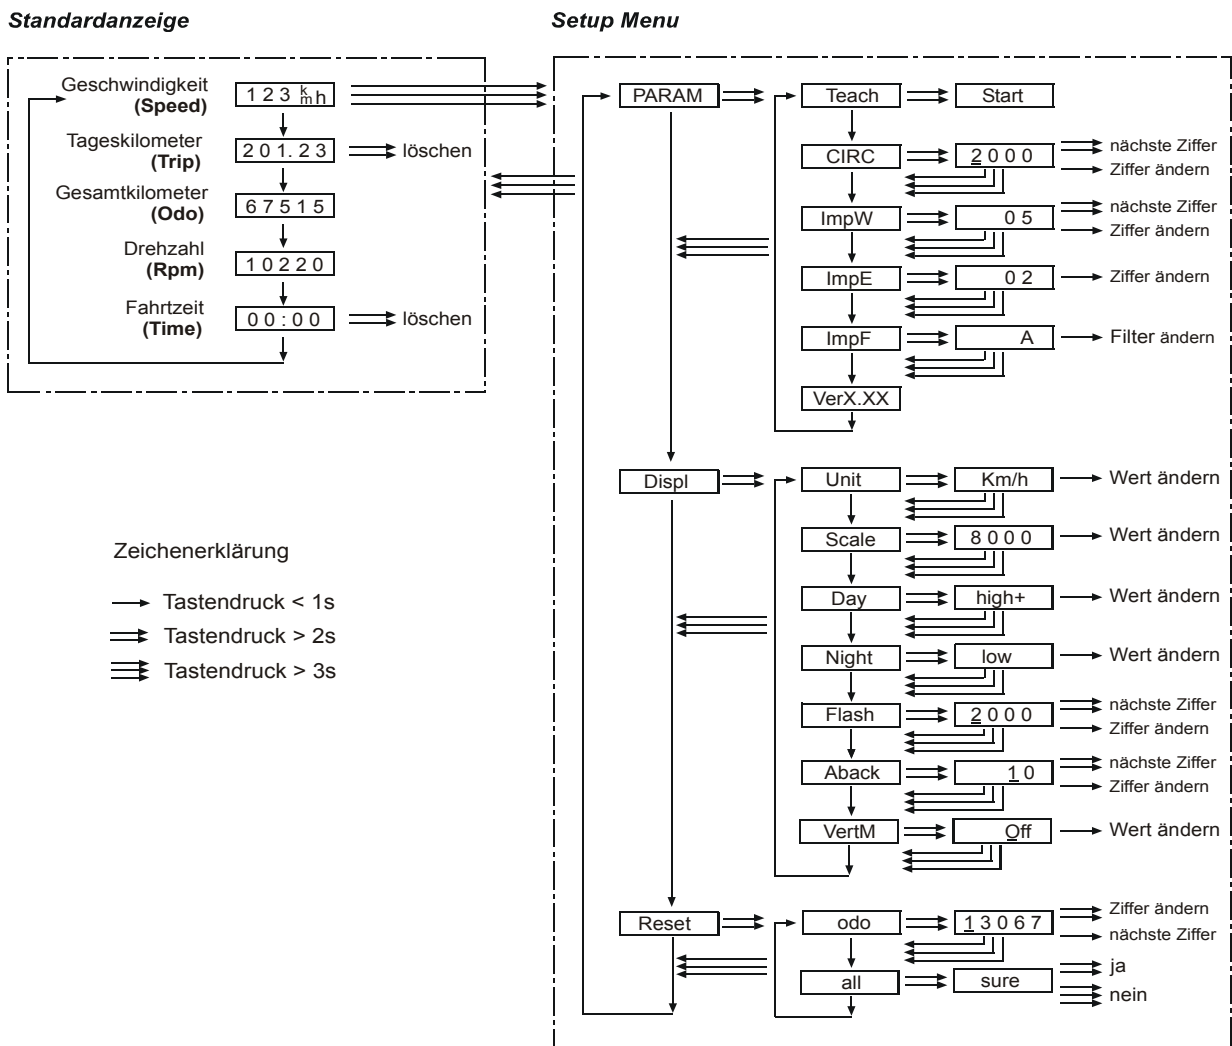 Standardanzeige
Geschwindigkeit
(Speed)
123 km h
Tageskilometer
(Trip)
201.23
löschen
Gesamtkilometer
(Odo)
67515
Drehzahl
(Rpm)
10220
Fahrtzeit
(Time)
00:00
löschen
Zeichenerklärung
Tastendruck < 1s
Tastendruck > 2s
Tastendruck > 3s
Setup Menu
PARAM
Teach
Start
CIRC
2000
nächste Ziffer
Ziffer ändern
ImpW
05
nächste Ziffer
Ziffer ändern
ImpE
02
Ziffer ändern
ImpF
A
Filter ändern
VerX.XX
Displ
Unit
Km/h
Wert ändern
Scale
8000
Wert ändern
Day
high+
Wert ändern
Night
low
Wert ändern
Flash
2000
nächste Ziffer
Ziffer ändern
Aback
10
nächste Ziffer
Ziffer ändern
VertM
Off
Wert ändern
Reset
odo
13067
Ziffer ändern
nächste Ziffer
all
sure
ja
nein